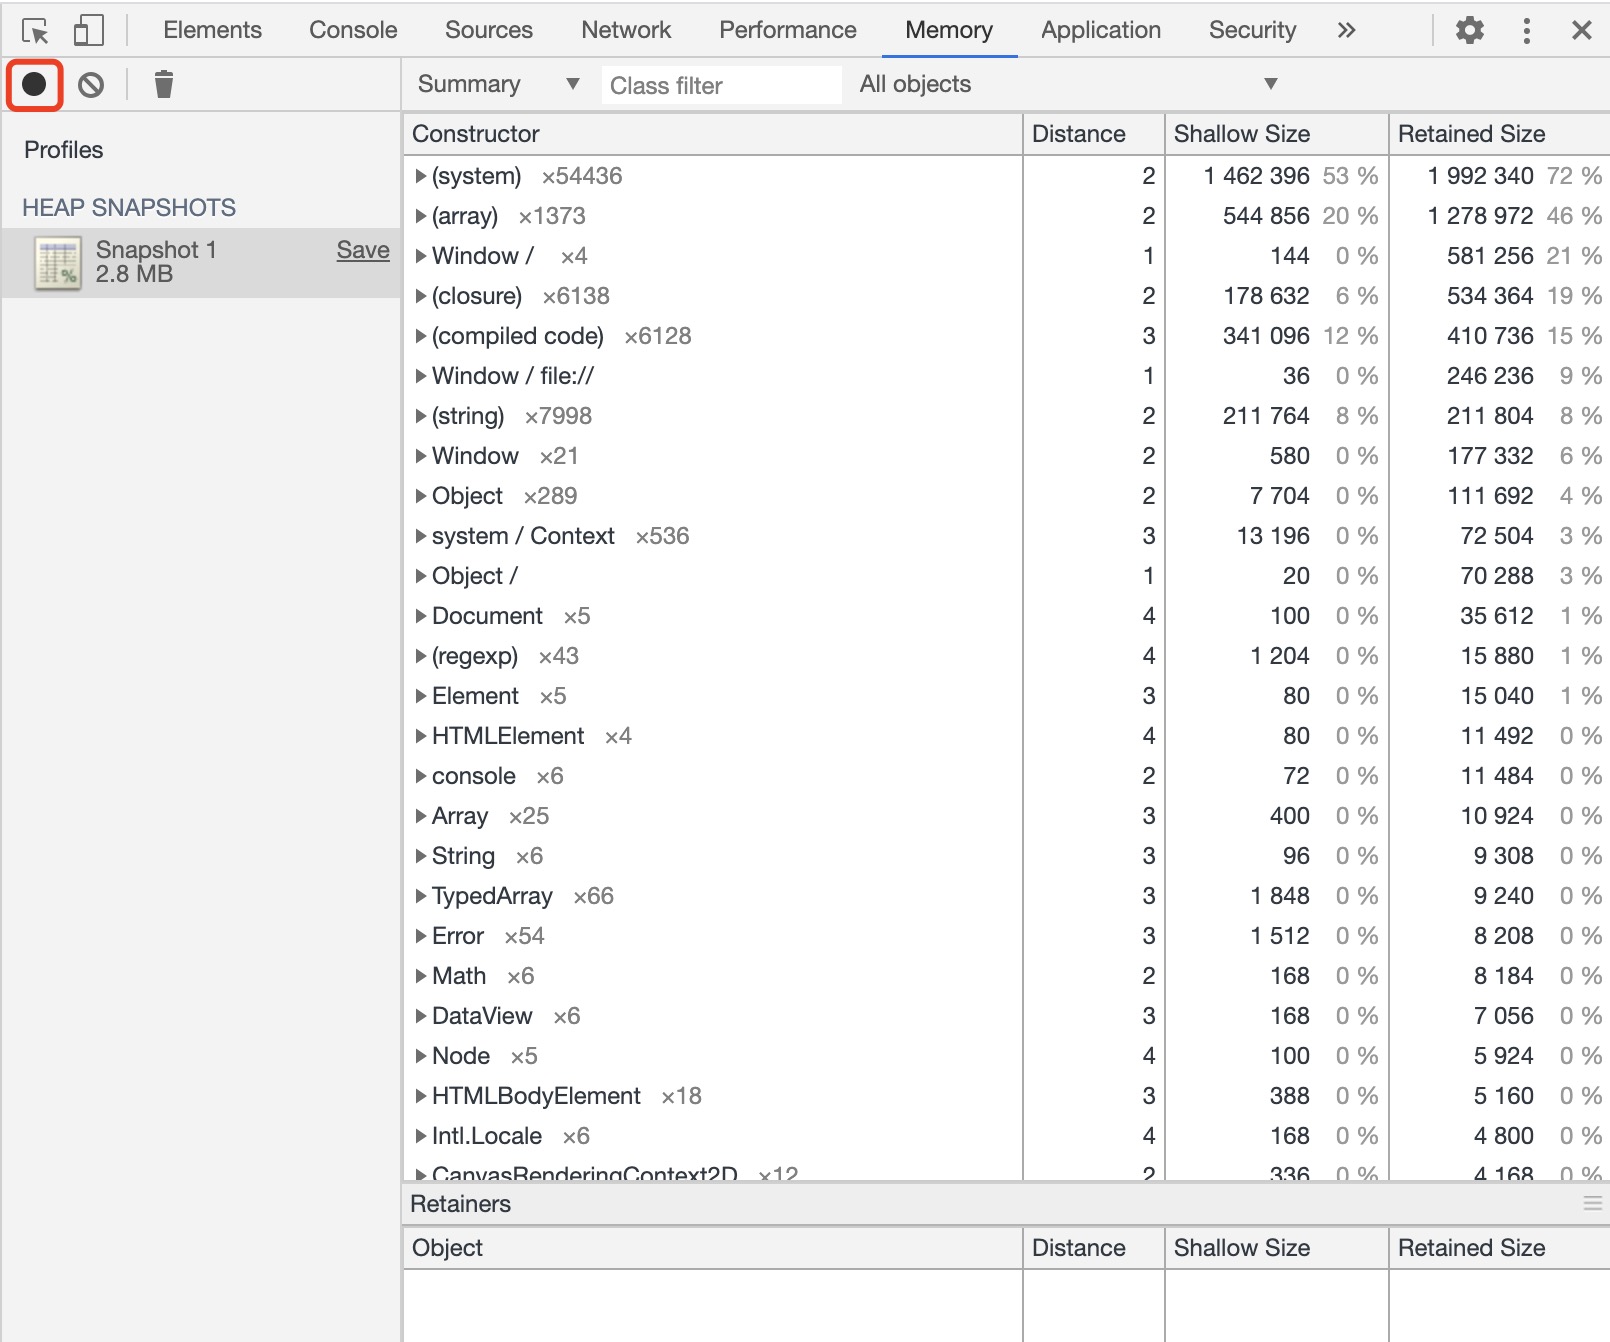 Elements Console Sources Network Performance Memory Application Security »
Summary ▼ Class filter All objects ▼
Profiles
HEAP SNAPSHOTS
Snapshot 1 Save
2.8 MB
Constructor Distance Shallow Size Retained Size
(system) ×54436 2 1 462 396 53 % 1 992 340 72 %
(array) ×1373 2 544 856 20 % 1 278 972 46 %
Window / ×4 1 144 0 % 581 256 21 %
(closure) ×6138 2 178 632 6 % 534 364 19 %
(compiled code) ×6128 3 341 096 12 % 410 736 15 %
Window / file:// 1 36 0 % 246 236 9 %
(string) ×7998 2 211 764 8 % 211 804 8 %
Window ×21 2 580 0 % 177 332 6 %
Object ×289 2 7 704 0 % 111 692 4 %
system / Context ×536 3 13 196 0 % 72 504 3 %
Object / 1 20 0 % 70 288 3 %
Document ×5 4 100 0 % 35 612 1 %
(regexp) ×43 4 1 204 0 % 15 880 1 %
Element ×5 3 80 0 % 15 040 1 %
HTMLElement ×4 4 80 0 % 11 492 0 %
console ×6 2 72 0 % 11 484 0 %
Array ×25 3 400 0 % 10 924 0 %
String ×6 3 96 0 % 9 308 0 %
TypedArray ×66 3 1 848 0 % 9 240 0 %
Error ×54 3 1 512 0 % 8 208 0 %
Math ×6 2 168 0 % 8 184 0 %
DataView ×6 3 168 0 % 7 056 0 %
Node ×5 4 100 0 % 5 924 0 %
HTMLBodyElement ×18 3 388 0 % 5 160 0 %
Intl.Locale ×6 4 168 0 % 4 800 0 %
CanvasRenderingContext2D ×12 2 336 0 % 4 168 0 %
Retainers
Object Distance Shallow Size Retained Size